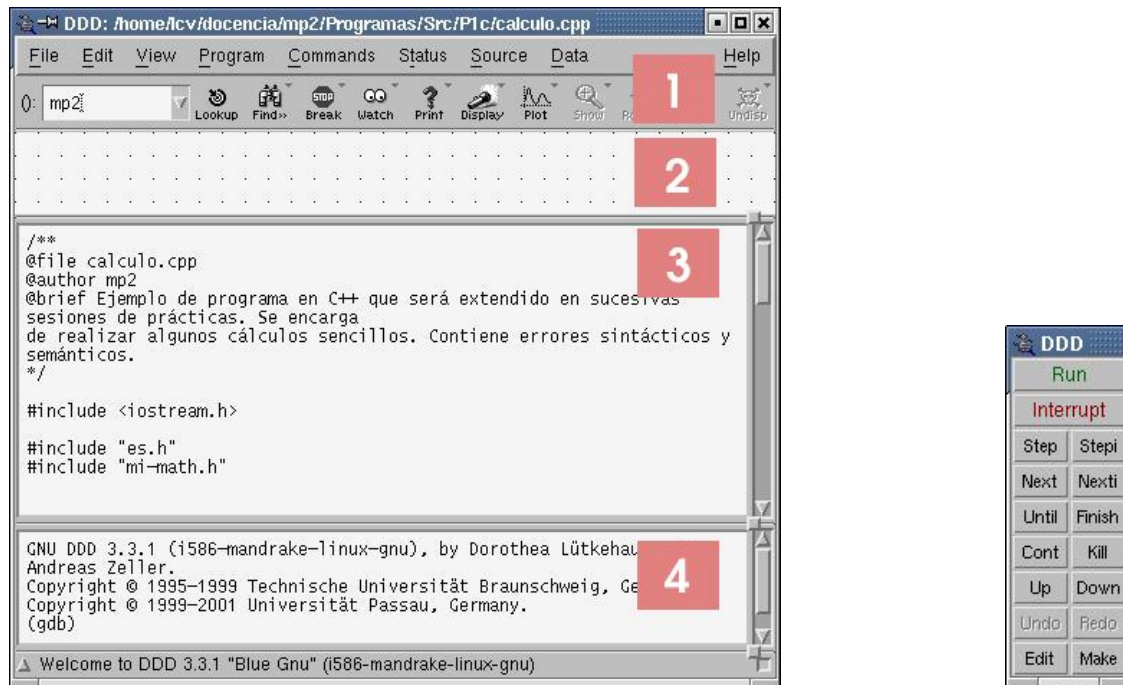 DDD: /home/lcv/docencia/mp2/Programas/Src/P1c/calculo.cpp
File Edit View Program Commands Status Source Data Help
1
(): mp2
Lookup Find» Break Watch Print Display Plot Show Undisp
2
/**
@file calculo.cpp
@author mp2
3
@brief Ejemplo de programa en C++ que será extendido en sucesivas
sesiones de prácticas. Se encarga
de realizar algunos cálculos sencillos. Contiene errores sintácticos y
semánticos.
*/
#include <iostream.h>
#include "es.h"
#include "mi-math.h"
GNU DDD 3.3.1 (i586-mandrake-linux-gnu), by Dorothea
Andreas Zeller.
4
Copyright © 1995-1999 Technische Universität Braunschweig,
Copyright © 1999-2001 Universität Passau, Germany.
(gdb)
Welcome to DDD 3.3.1 "Blue Gnu" (i586-mandrake-linux-gnu)
DDD
Run
Interrupt
Step Stepi
Next Nexti
Until Finish
Cont Kill
Up Down
Undo Redo
Edit Make